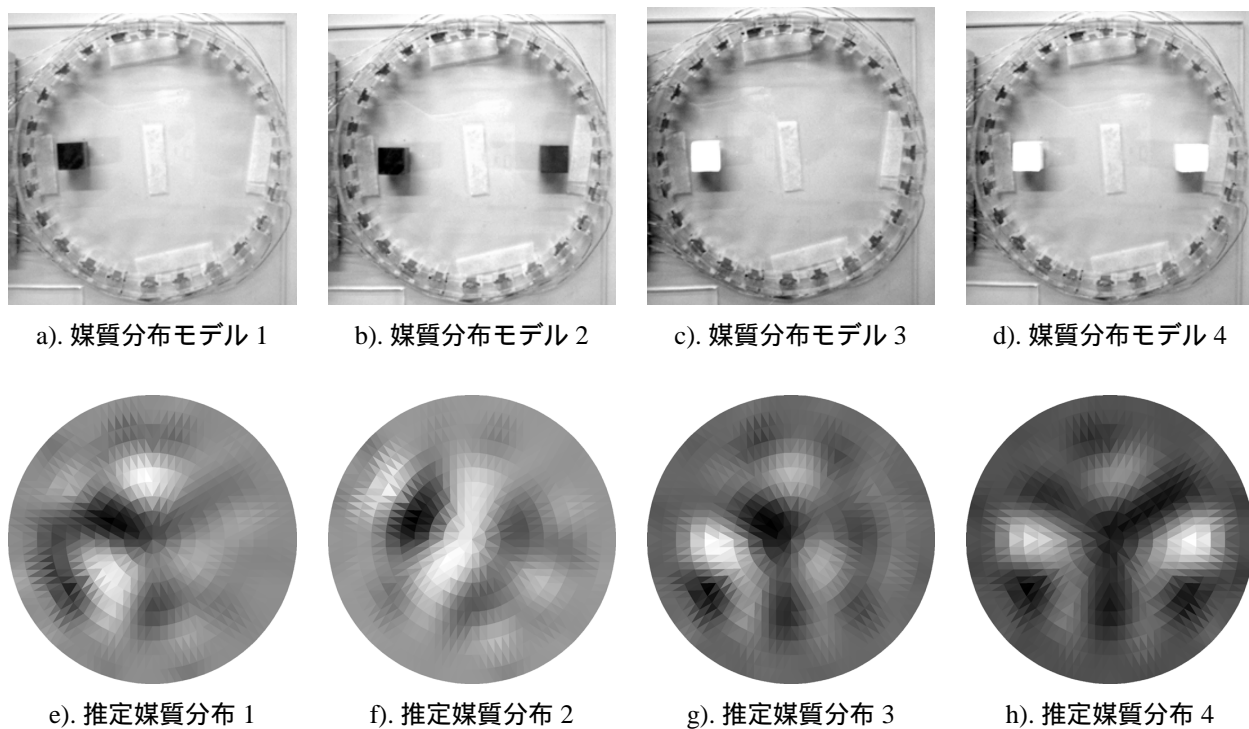 a). 媒質分布モデル 1
b). 媒質分布モデル 2
c). 媒質分布モデル 3
d). 媒質分布モデル 4
e). 推定媒質分布 1
f). 推定媒質分布 2
g). 推定媒質分布 3
h). 推定媒質分布 4